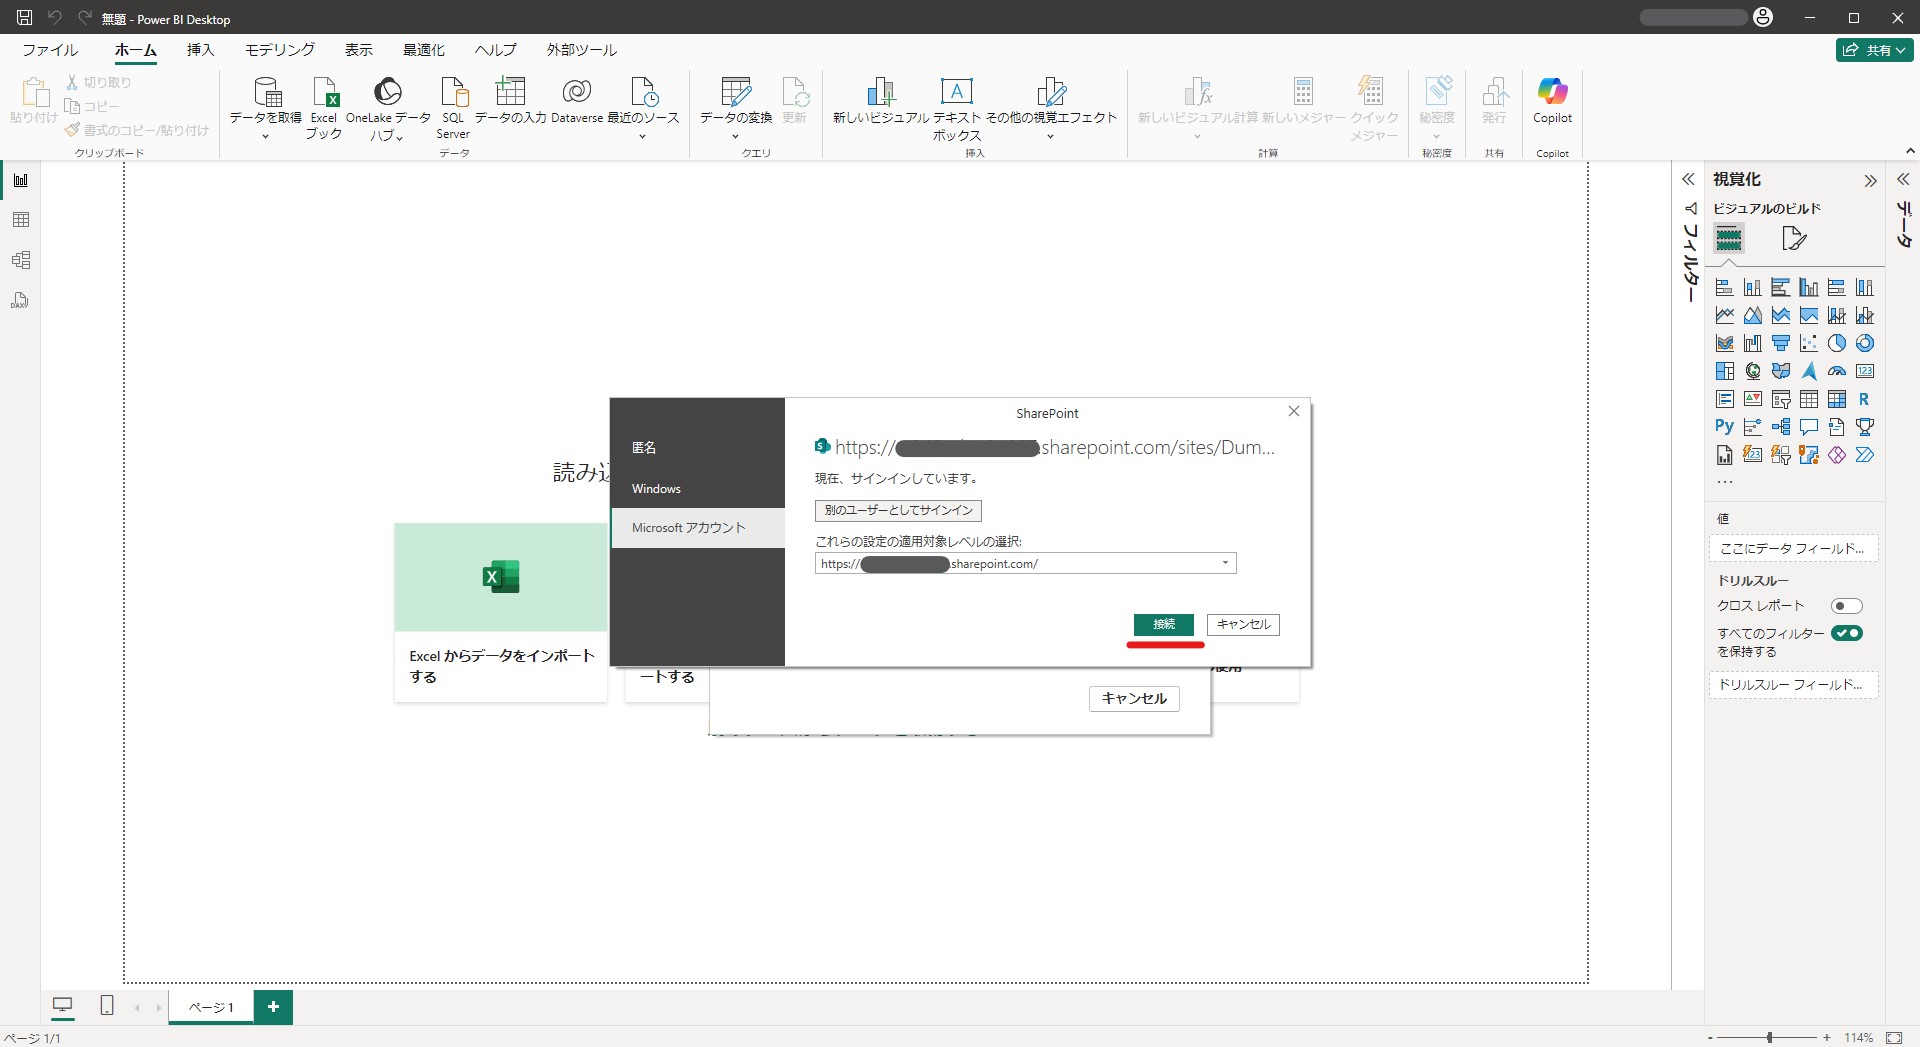 無題 - Power BI Desktop
ファイル ホーム 挿入 モデリング 表示 最適化 ヘルプ 外部ツール
共有
貼り付け
切り取り
コピー
書式のコピー/貼り付け
クリップボード
データを取得
Excel
ブック
OneLake データ
ハブ
SQL
Server
データの入力
Dataverse
最近のソース
データ
データの変換
更新
クエリ
新しいビジュアル
テキスト
ボックス
その他の視覚エフェクト
挿入
新しいビジュアル計算
新しいメジャー
クイック
メジャー
計算
秘密度
秘密度
発行
共有
Copilot
Copilot
DAX
読み込
Excel からデータをインポート
する
ートする
使用
SharePoint
匿名
Windows
Microsoft アカウント
https://
.sharepoint.com/sites/Dum...
現在、サインインしています。
別のユーザーとしてサインイン
これらの設定の適用対象レベルの選択:
https://
.sharepoint.com/
接続
キャンセル
キャンセル
フィルター
視覚化
ビジュアルのビルド
123
R
Py
123
...
値
ここにデータ フィールド...
ドリルスルー
クロス レポート
すべてのフィルター
を保持する
ドリルスルー フィールド...
データ
ページ 1
+
ページ 1/1
- + 114%